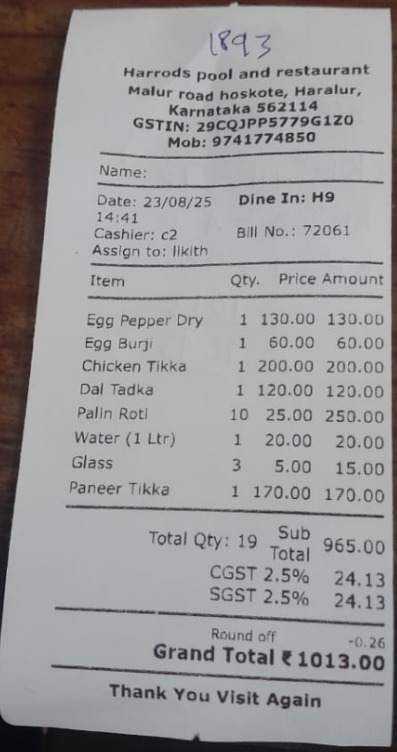 1893
Harrods pool and restaurant
Malur road hoskote, Haralur,
Karnataka 562114
GSTIN: 29CQJPP5779G1Z0
Mob: 9741774850
Name:
Date: 23/08/25 Dine In: H9
14:41
Cashier: c2 Bill No.: 72061
Assign to: likith
Item Qty. Price Amount
Egg Pepper Dry 1 130.00 130.00
Egg Burji 1 60.00 60.00
Chicken Tikka 1 200.00 200.00
Dal Tadka 1 120.00 120.00
Palin Roti 10 25.00 250.00
Water (1 Ltr) 1 20.00 20.00
Glass 3 5.00 15.00
Paneer Tikka 1 170.00 170.00
Total Qty: 19 Sub Total 965.00
CGST 2.5% 24.13
SGST 2.5% 24.13
Round off -0.26
Grand Total ₹ 1013.00
Thank You Visit Again